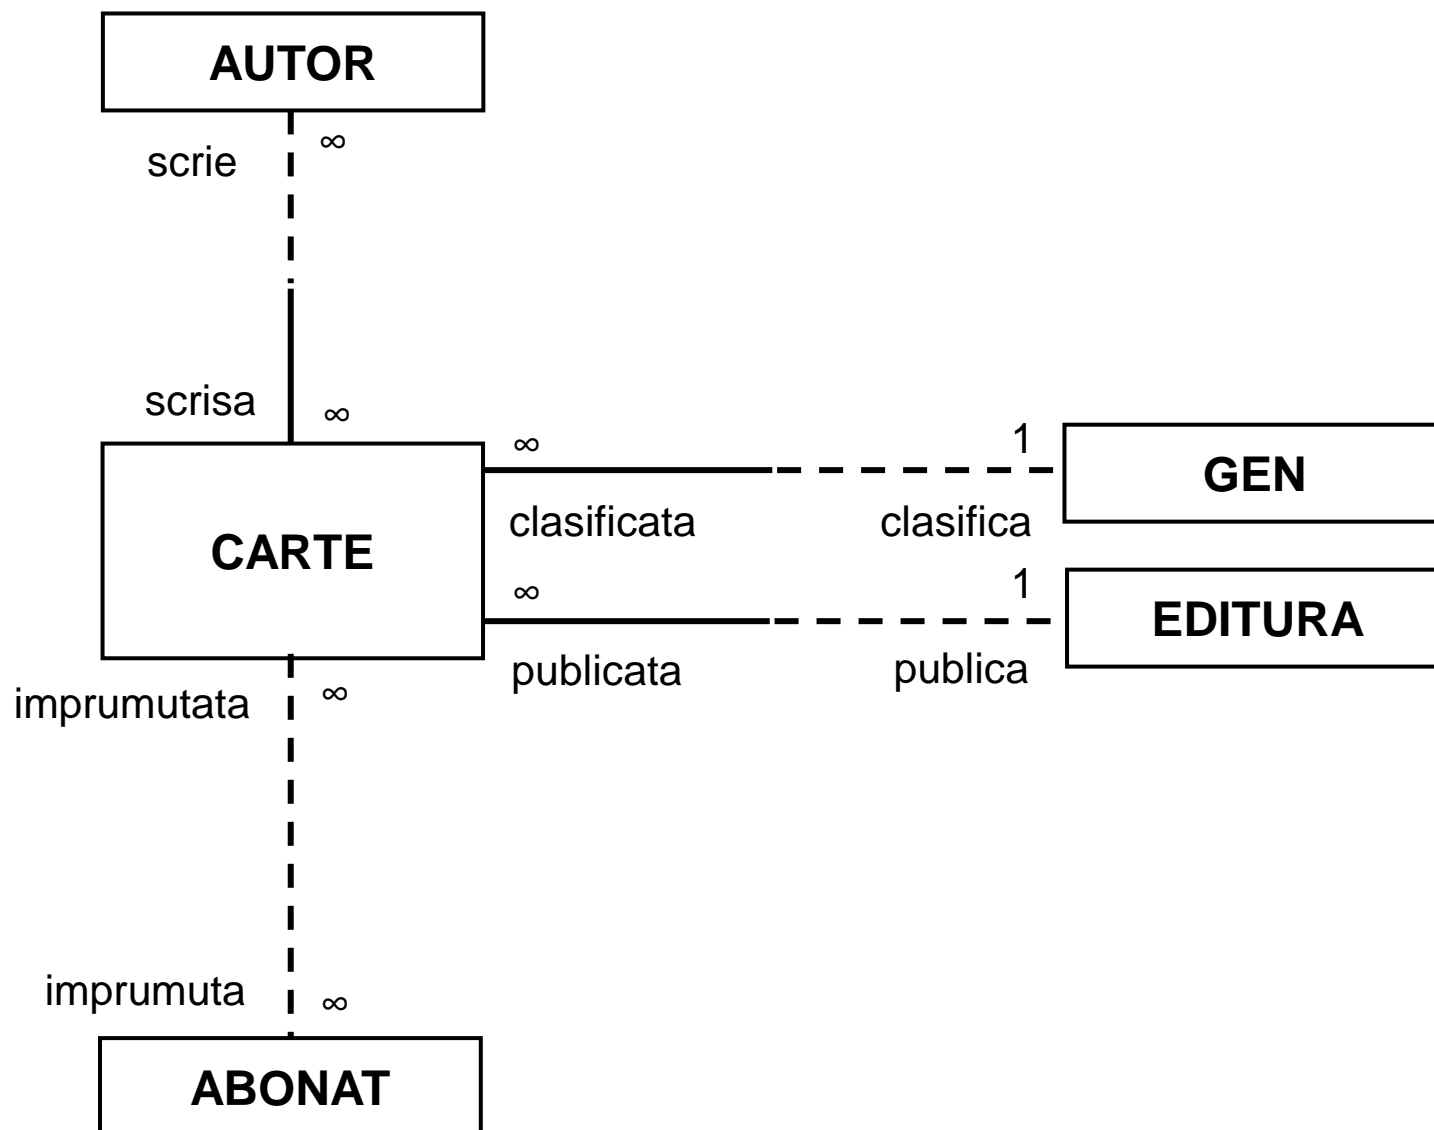 AUTOR
scrie ∞
scrisa ∞
CARTE
∞ 1
clasificata clasifica
GEN
∞ 1
publicata publica
EDITURA
imprumutata ∞
imprumuta ∞
ABONAT